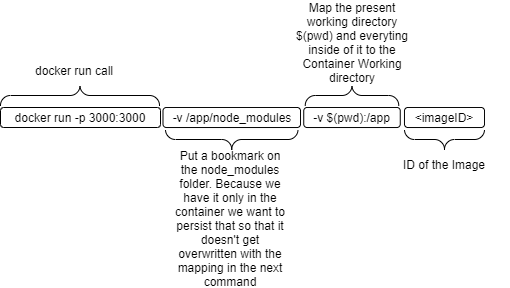 Map the present
working directory
$(pwd) and everyting
inside of it to the
Container Working
directory
docker run call
docker run -p 3000:3000
-v /app/node_modules
-v $(pwd):/app
<imageID>
Put a bookmark on
the node_modules
folder. Because we
have it only in the
container we want to
persist that so that it
doesn't get
overwritten with the
mapping in the next
command
ID of the Image